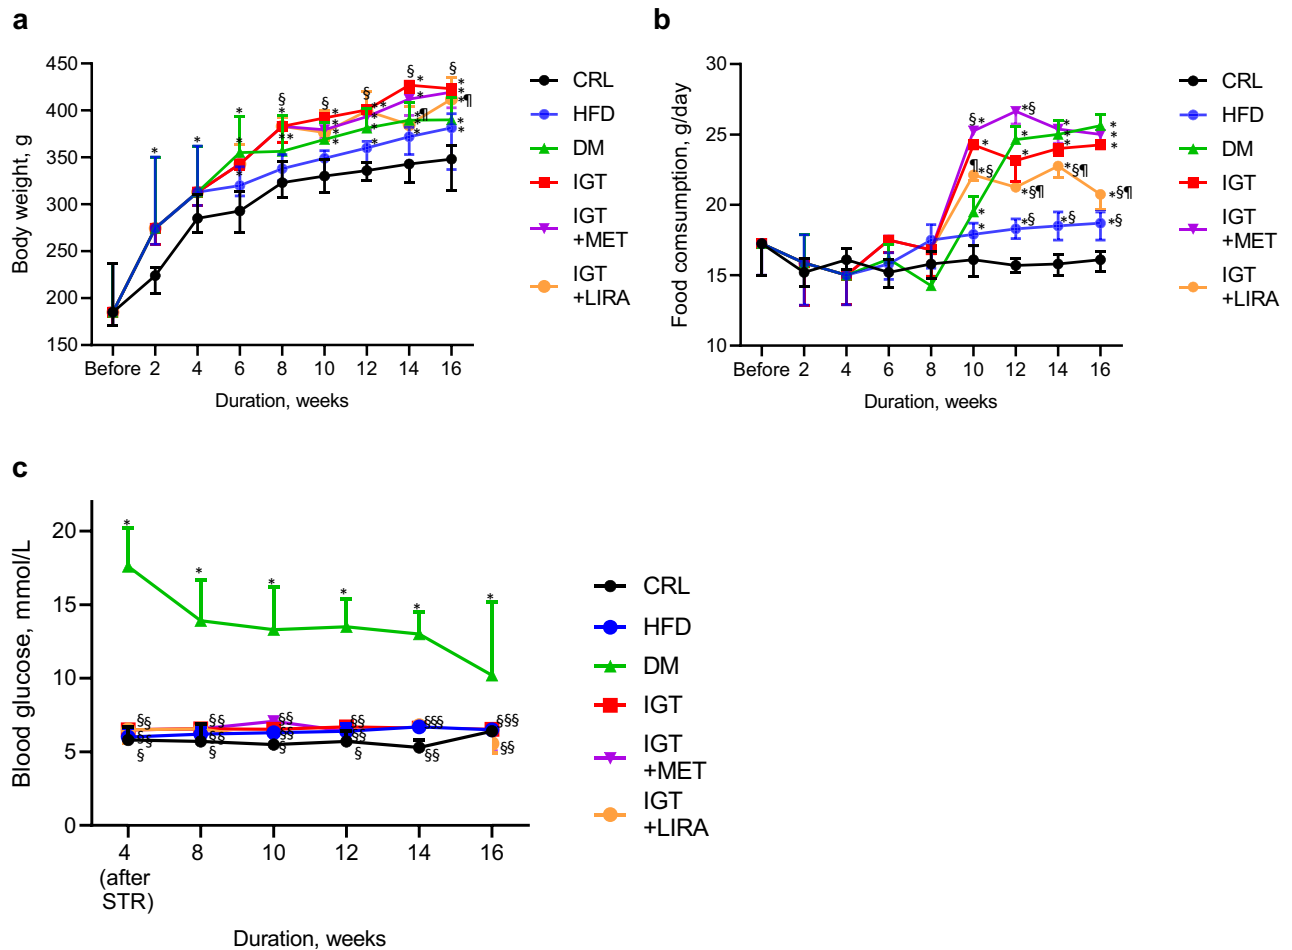 a
450
400
350
300
250
200
150
Body weight, g
Before 2 4 6 8 10 12 14 16
Duration, weeks
CRL
HFD
DM
IGT
IGT
+MET
IGT
+LIRA
b
30
25
20
15
10
Food comsumption, g/day
Before 2 4 6 8 10 12 14 16
Duration, weeks
CRL
HFD
DM
IGT
IGT
+MET
IGT
+LIRA
c
20
15
10
5
0
Blood glucose, mmol/L
4 8 10 12 14 16
(after
STR)
Duration, weeks
CRL
HFD
DM
IGT
IGT
+MET
IGT
+LIRA